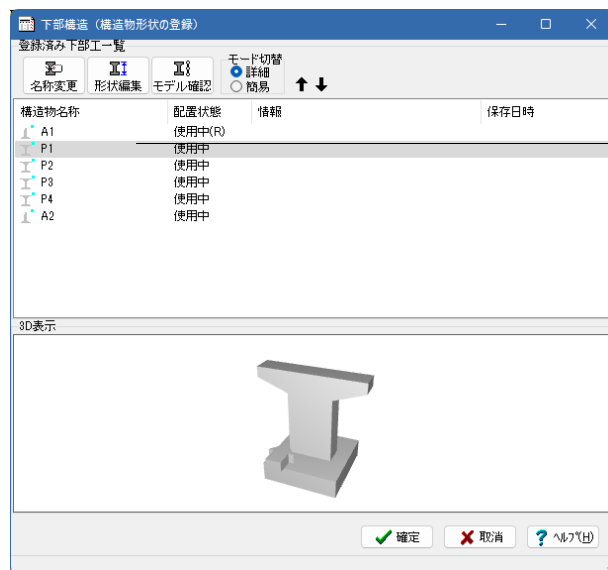 下部構造（構造物形状の登録）
登録済み下部工一覧
名称変更 形状編集 モデル確認 モード切替
詳細
簡易
構造物名称 配置状態 情報 保存日時
A1 使用中(R)
P1 使用中
P2 使用中
P3 使用中
P4 使用中
A2 使用中
3D表示
確定 取消 ? ヘルプ(H)